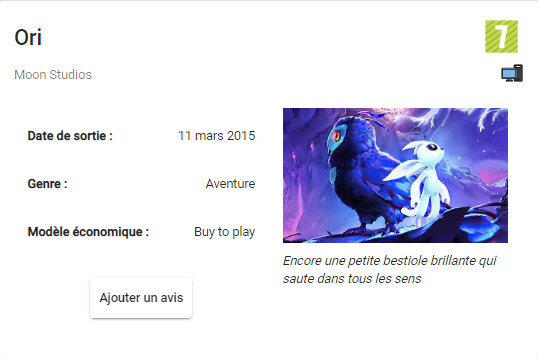 Ori
7
Moon Studios
Date de sortie : 11 mars 2015
Genre : Aventure
Modèle économique : Buy to play
Ajouter un avis
Encore une petite bestiole brillante qui
saute dans tous les sens